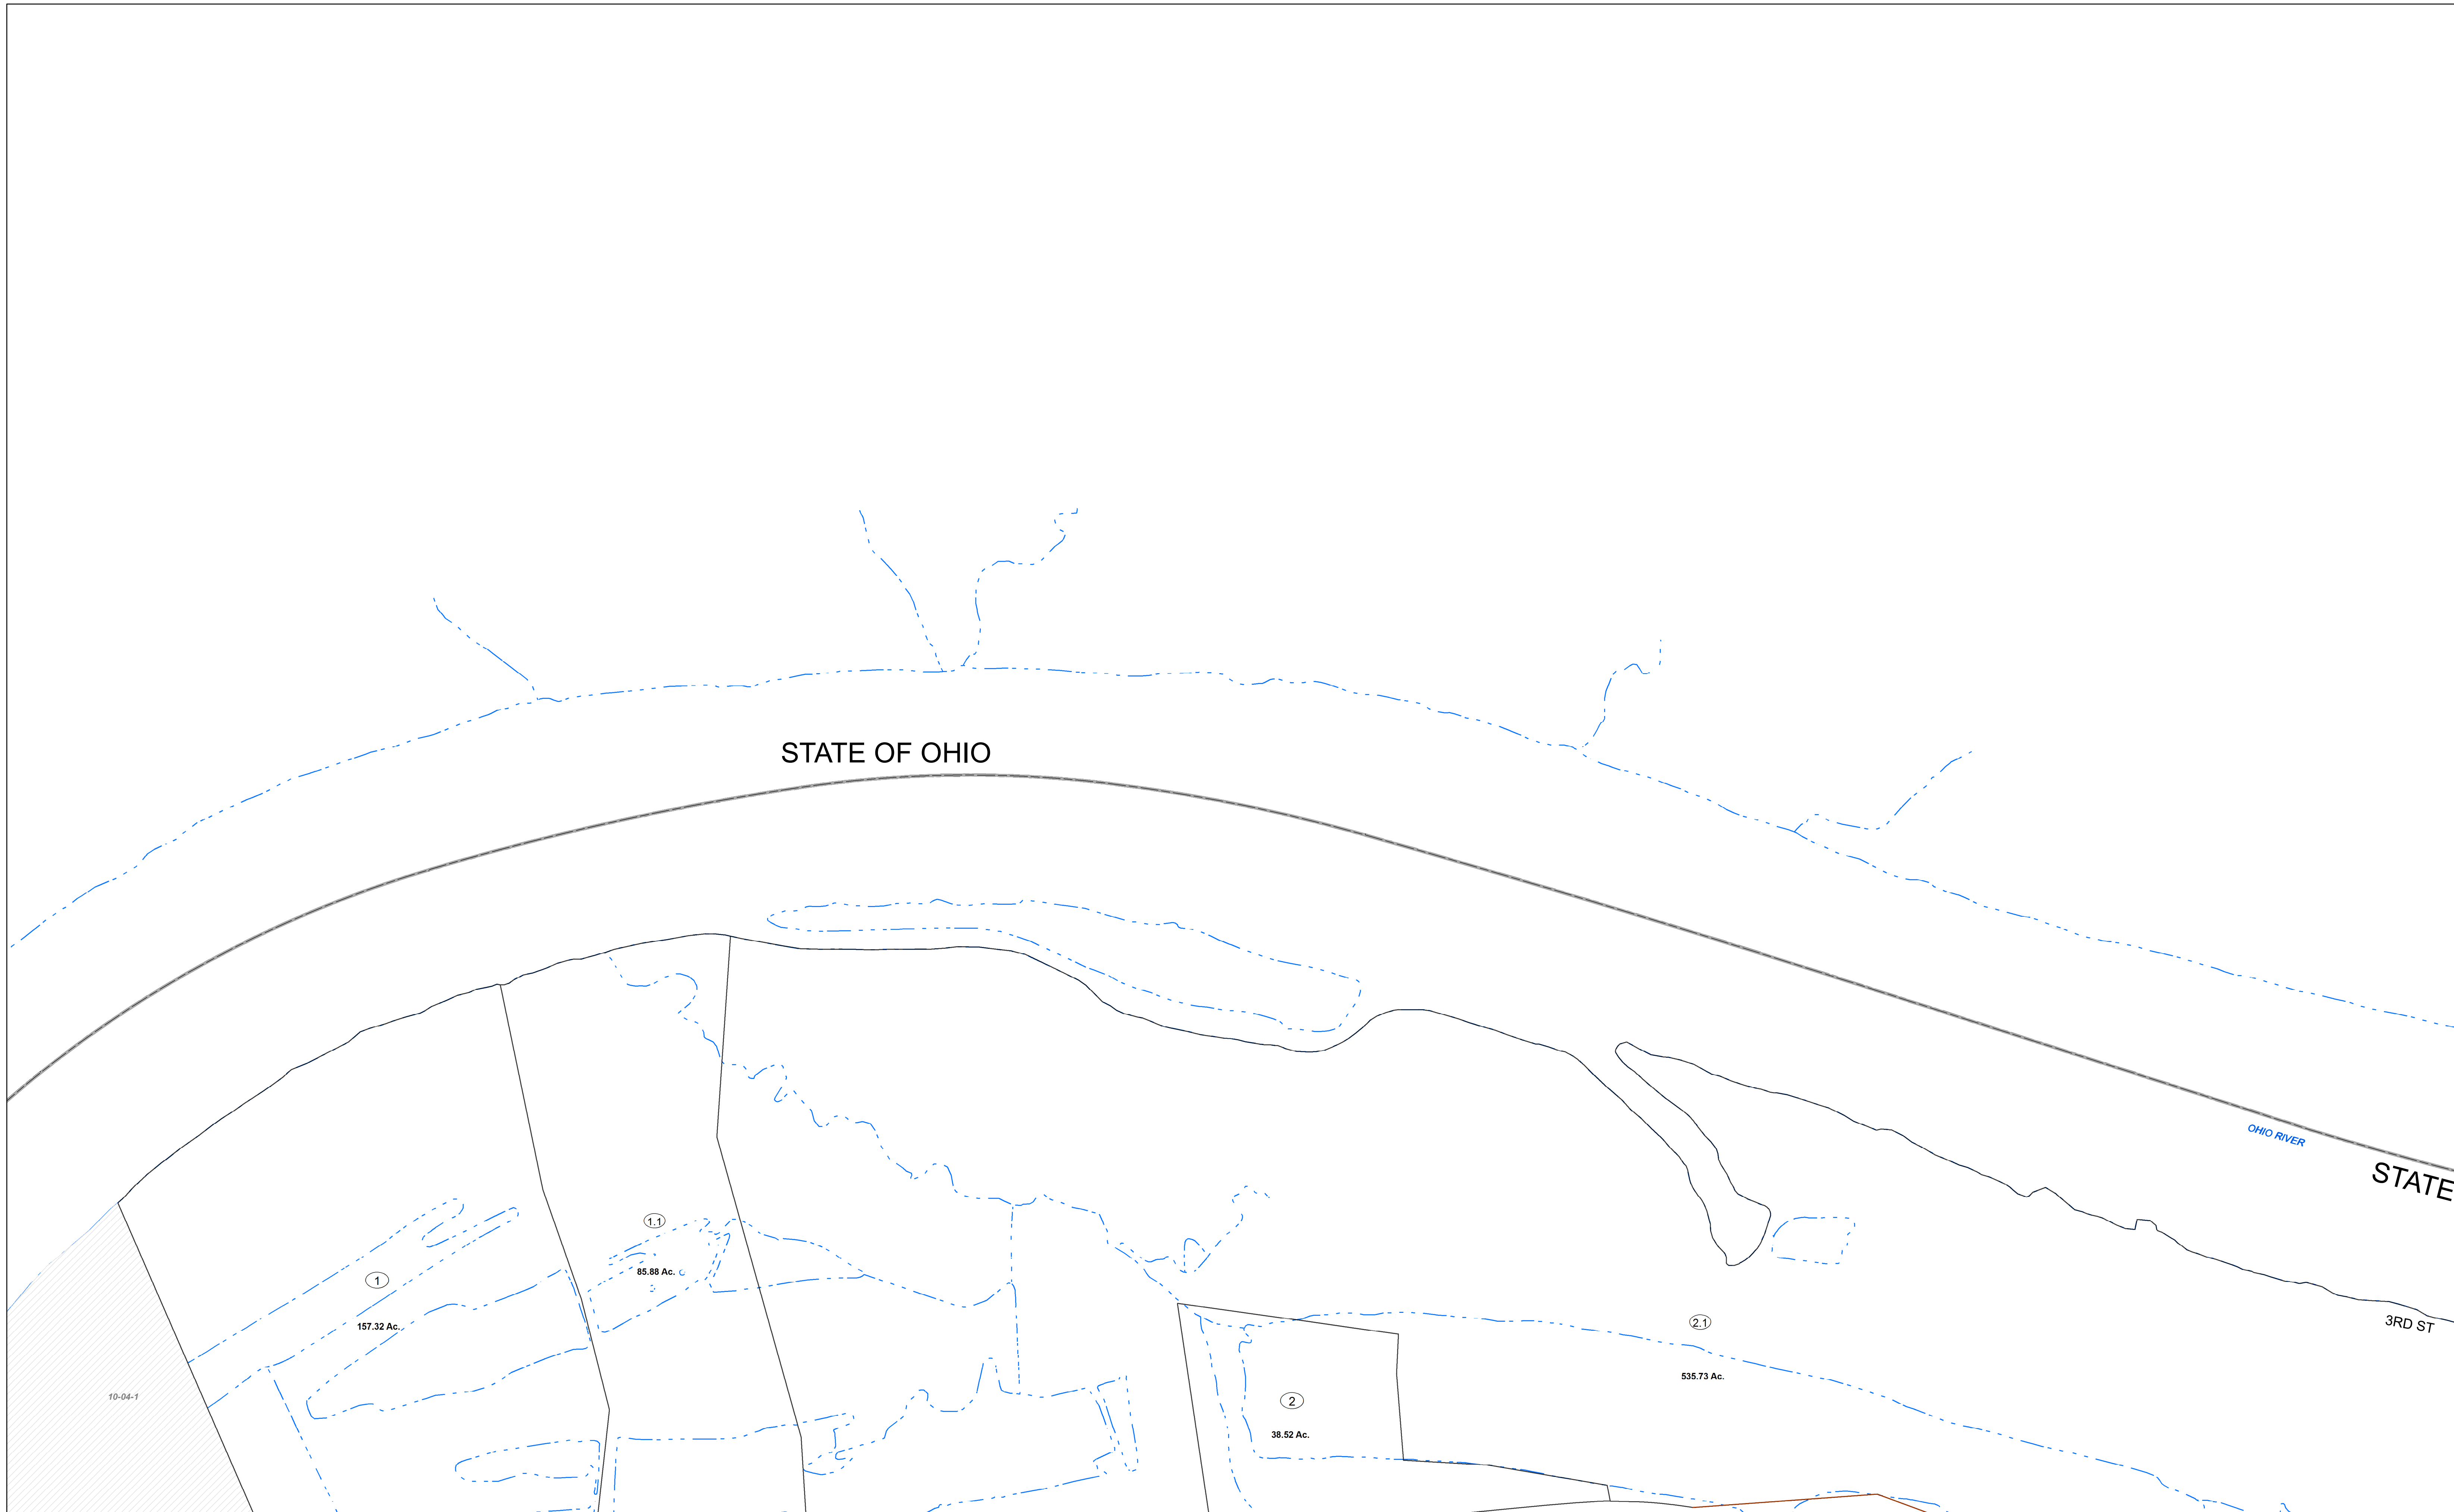 STATE OF OHIO
OHIO RIVER
STATE
3RD ST
1.1
85.88 Ac.
1
157.32 Ac.
2.1
535.73 Ac.
10-04-1
2
38.52 Ac.